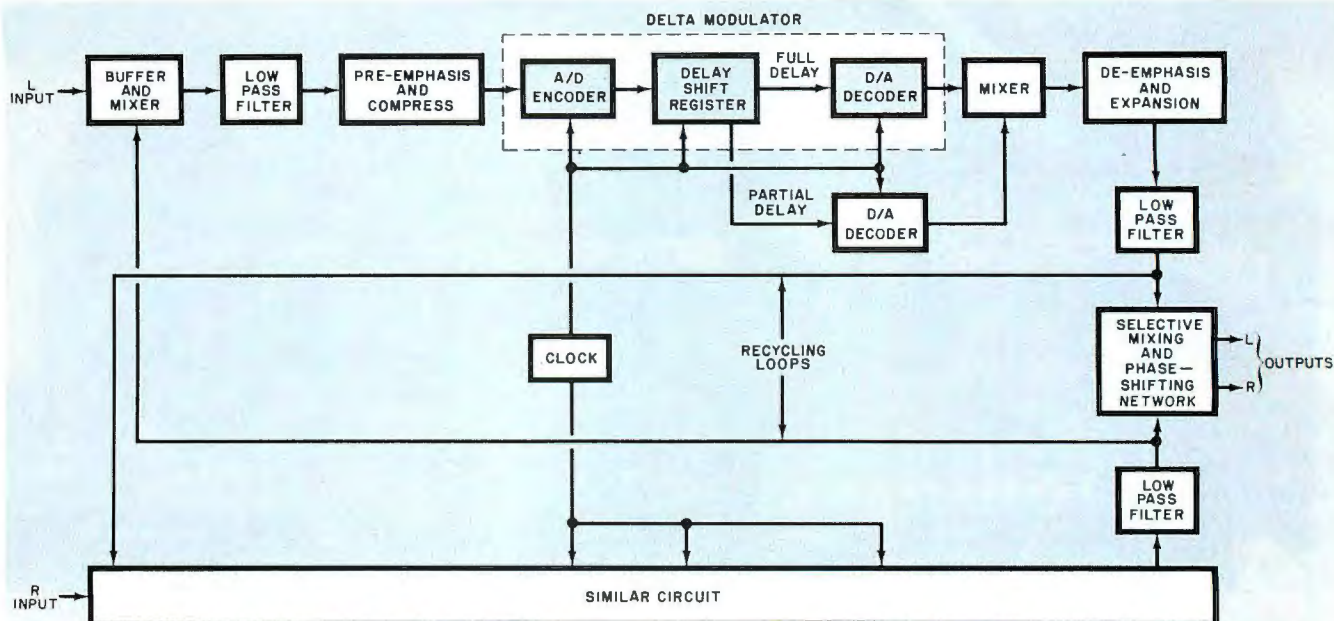 DELTA MODULATOR
L
INPUT
BUFFER
AND
MIXER
LOW
PASS
FILTER
PRE-EMPHASIS
AND
COMPRESS
A/D
ENCODER
DELAY
SHIFT
REGISTER
FULL
DELAY
D/A
DECODER
MIXER
DE-EMPHASIS
AND
EXPANSION
PARTIAL
DELAY
D/A
DECODER
LOW
PASS
FILTER
CLOCK
RECYCLING
LOOPS
SELECTIVE
MIXING
AND
PHASE-
SHIFTING
NETWORK
L
R
OUTPUTS
LOW
PASS
FILTER
R
INPUT
SIMILAR CIRCUIT